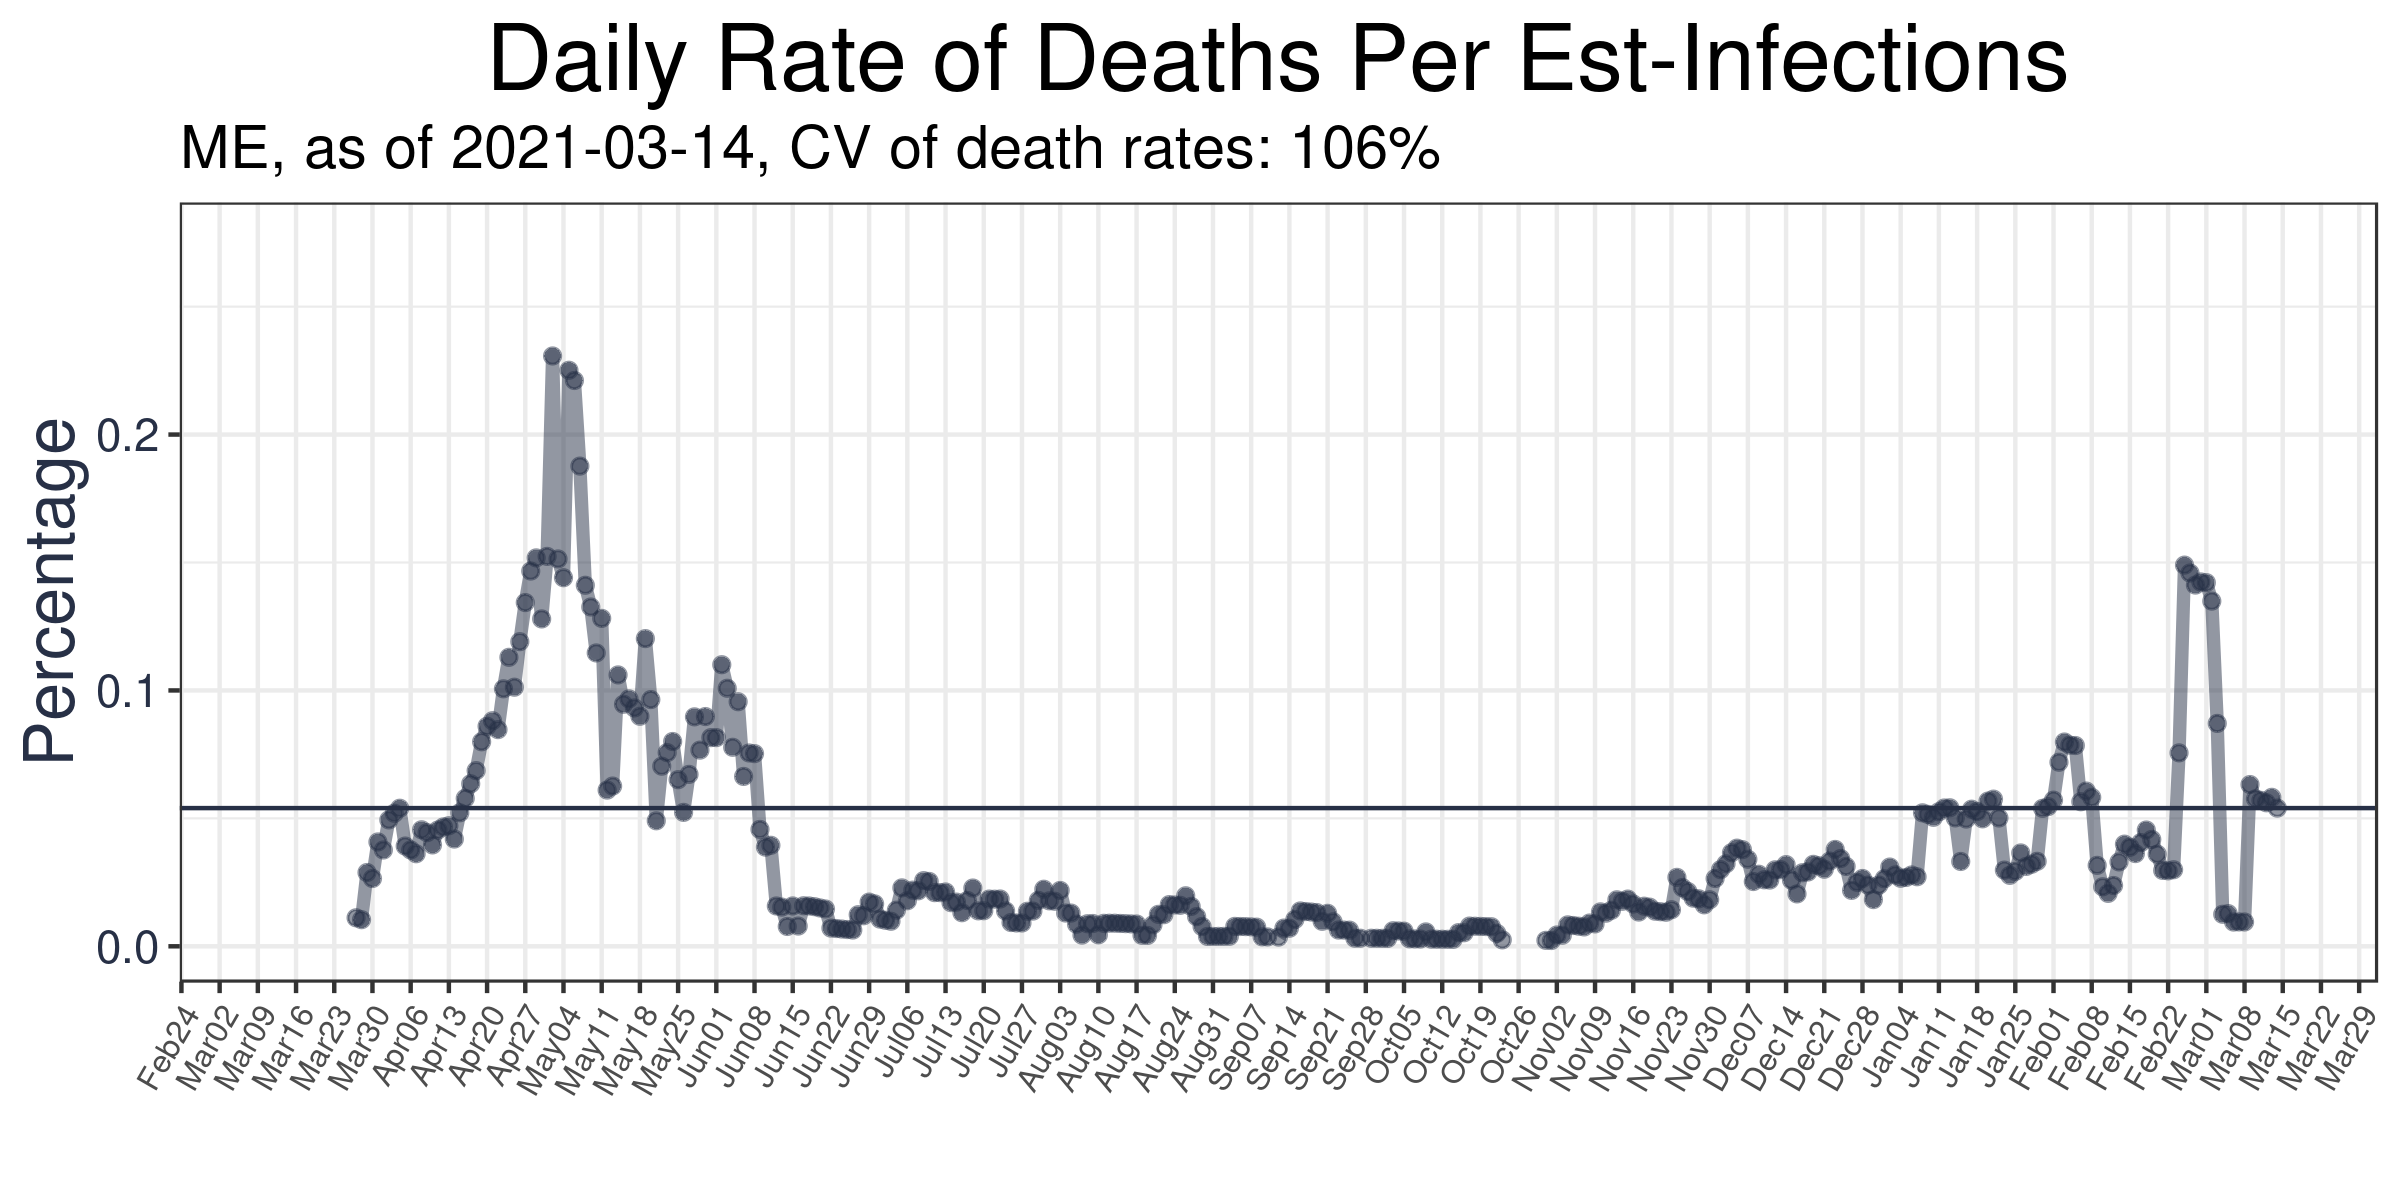 Daily Rate of Deaths Per Est-Infections
ME, as of 2021-03-14, CV of death rates: 106%
Percentage
0.2
0.1
0.0
Feb24 Mar02 Mar09 Mar16 Mar23 Mar30 Apr06 Apr13 Apr20 Apr27 May04 May11 May18 May25 Jun01 Jun08 Jun15 Jun22 Jun29 Jul06 Jul13 Jul20 Jul27 Aug03 Aug10 Aug17 Aug24 Aug31 Sep07 Sep14 Sep21 Sep28 Oct05 Oct12 Oct19 Oct26 Nov02 Nov09 Nov16 Nov23 Nov30 Dec07 Dec14 Dec21 Dec28 Jan04 Jan11 Jan18 Jan25 Feb01 Feb08 Feb15 Feb22 Mar01 Mar08 Mar15 Mar22 Mar29